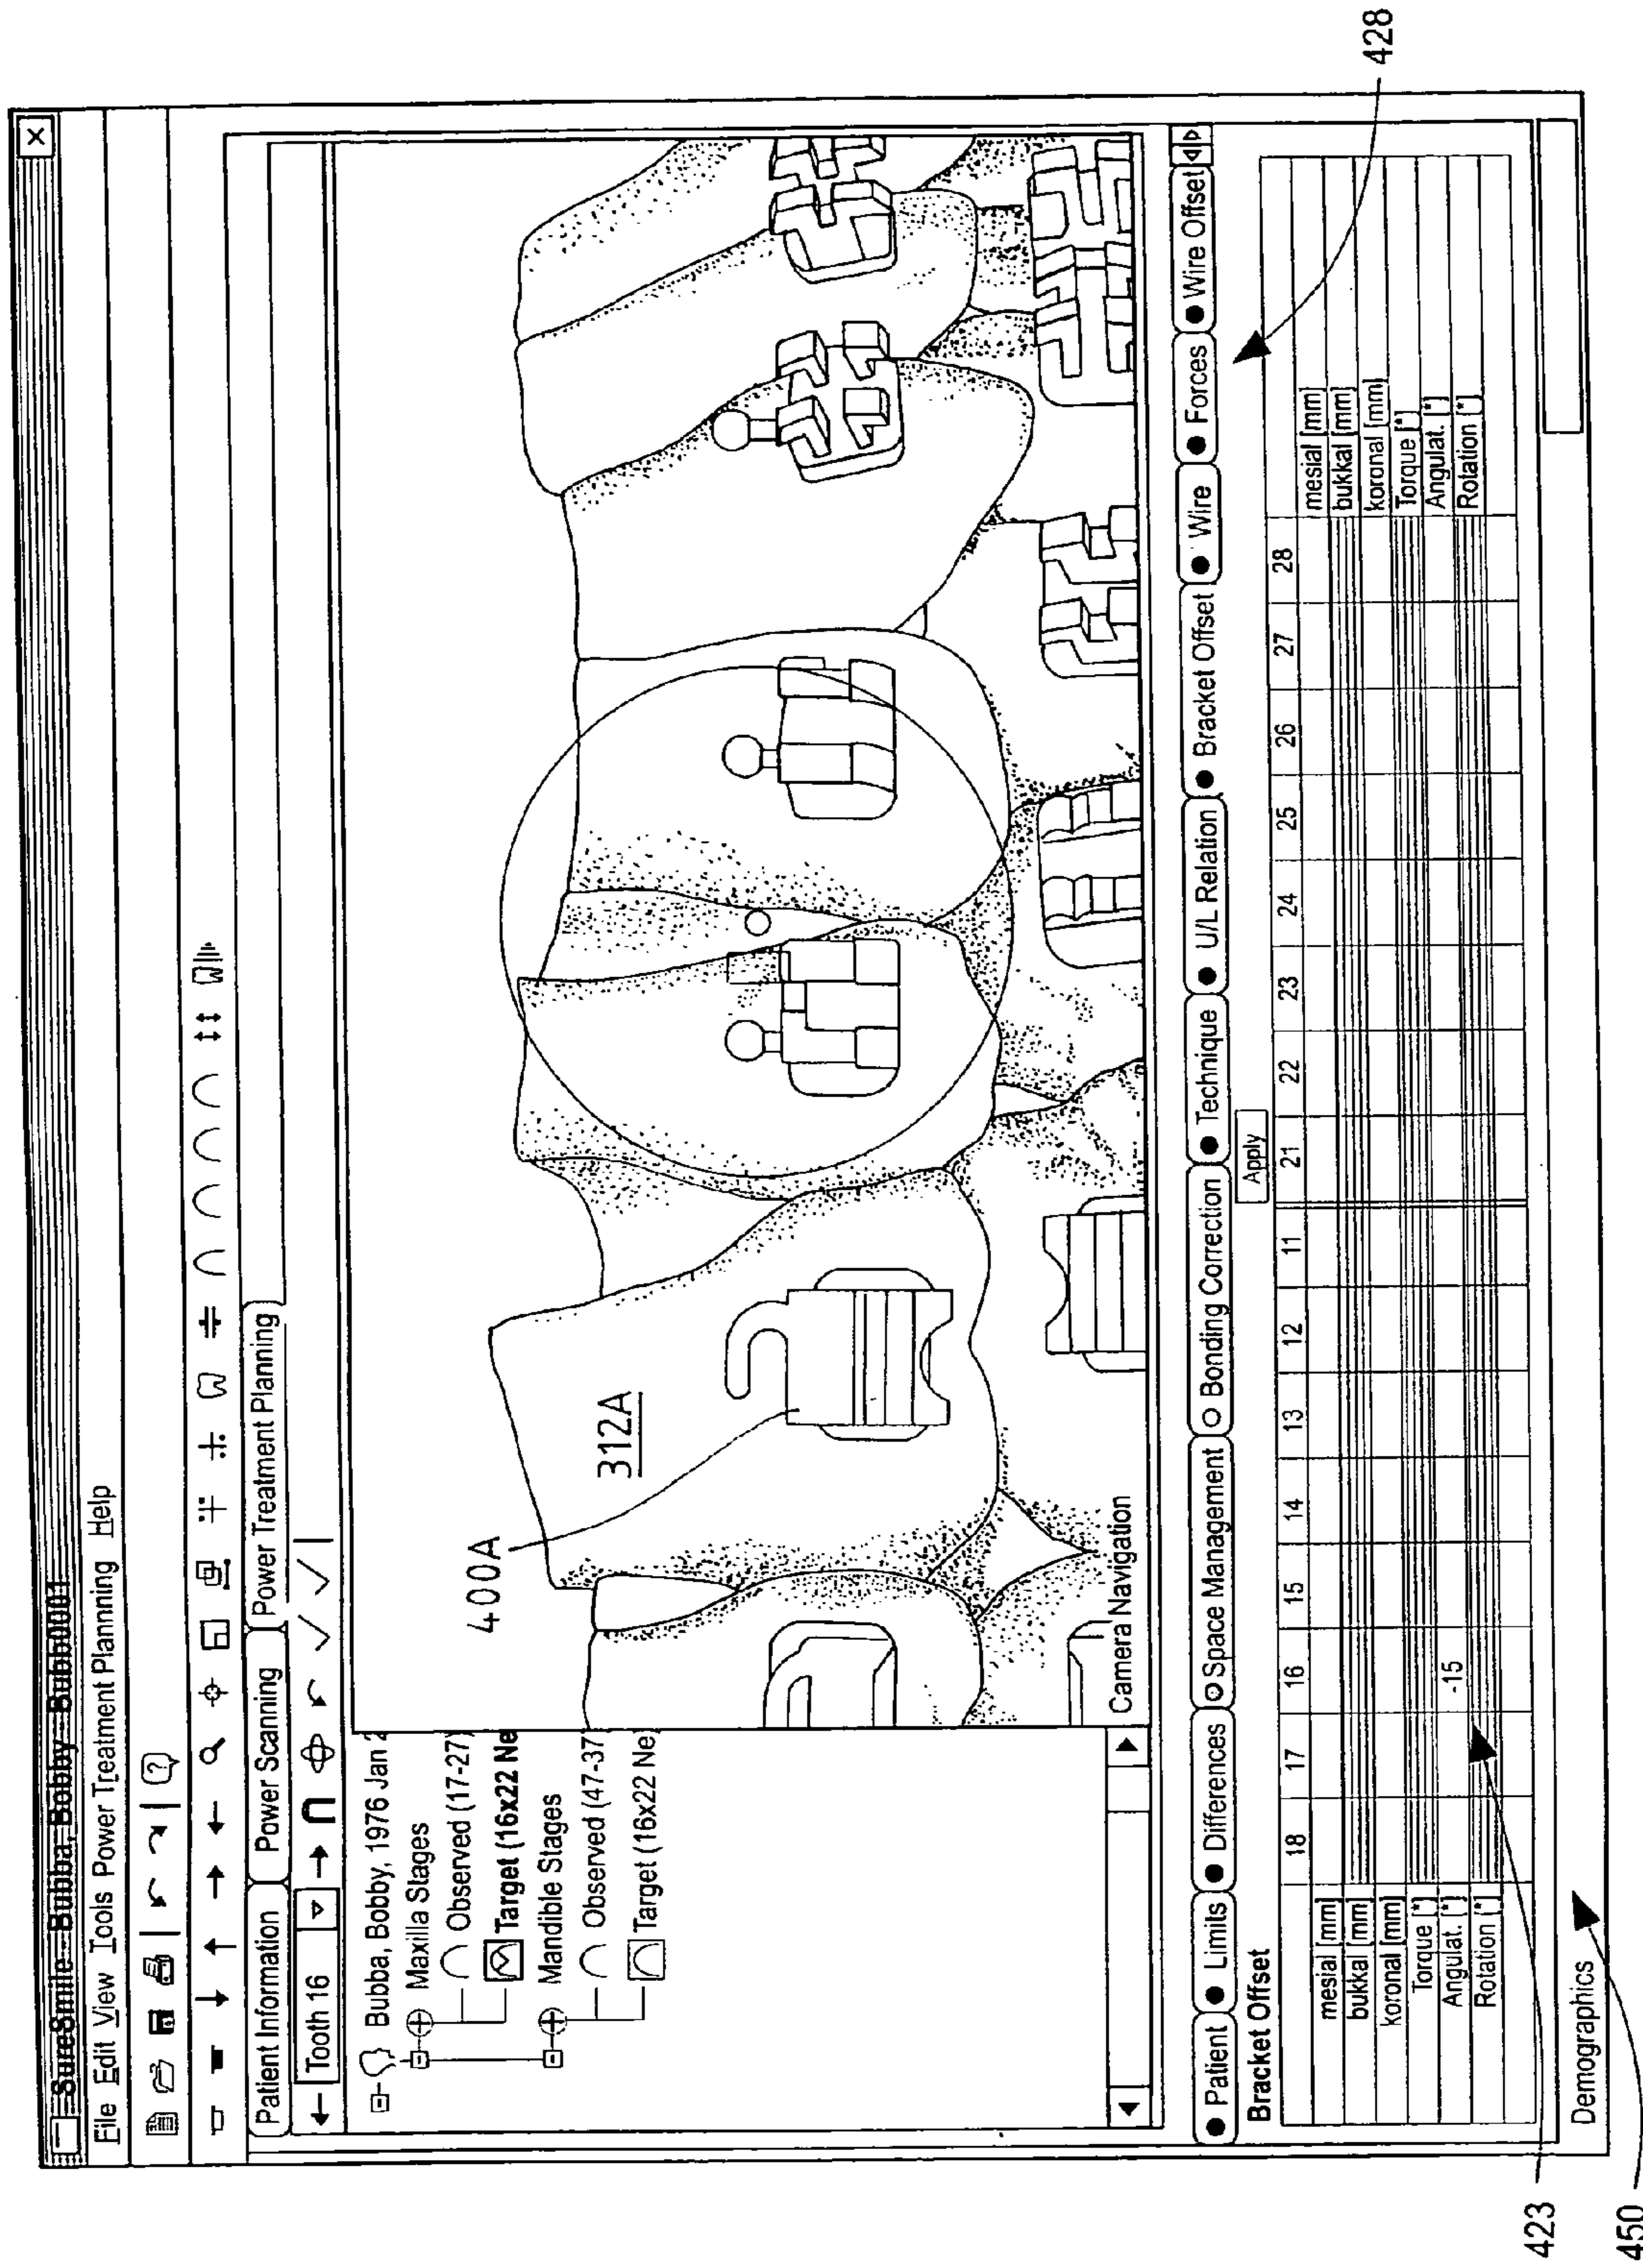 SureSmile - Bubba, Bobby - Bubb0001
File Edit View Tools Power Treatment Plannning Help
Patient Information Power Scanning Power Treatment Planning
Tooth 16
Bubba, Bobby, 1976 Jan 2
Maxilla Stages
Observed (17-27)
Target (16x22 Ne
Mandible Stages
Observed (47-37
Target (16x22 Ne
400A
312A
Camera Navigation
Patient Limits Differences Space Management Bonding Correction Technique U/L Relation Bracket Offset Wire Forces Wire Offset
428
Bracket Offset Apply
18 17 16 15 14 13 12 11 21 22 23 24 25 26 27 28
mesial [mm] mesial [mm]
bukkal [mm] bukkal [mm]
koronal [mm] koronal [mm]
Torque [*] Torque [*]
Angulat. [*] -15 Angulat. [*]
Rotation [*] Rotation [*]
Demographics
423
450